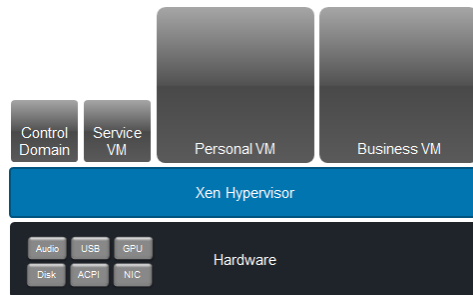 Control
Domain
Service
VM
Personal VM
Business VM
Xen Hypervisor
Audio
USB
GPU
Disk
ACPI
NIC
Hardware